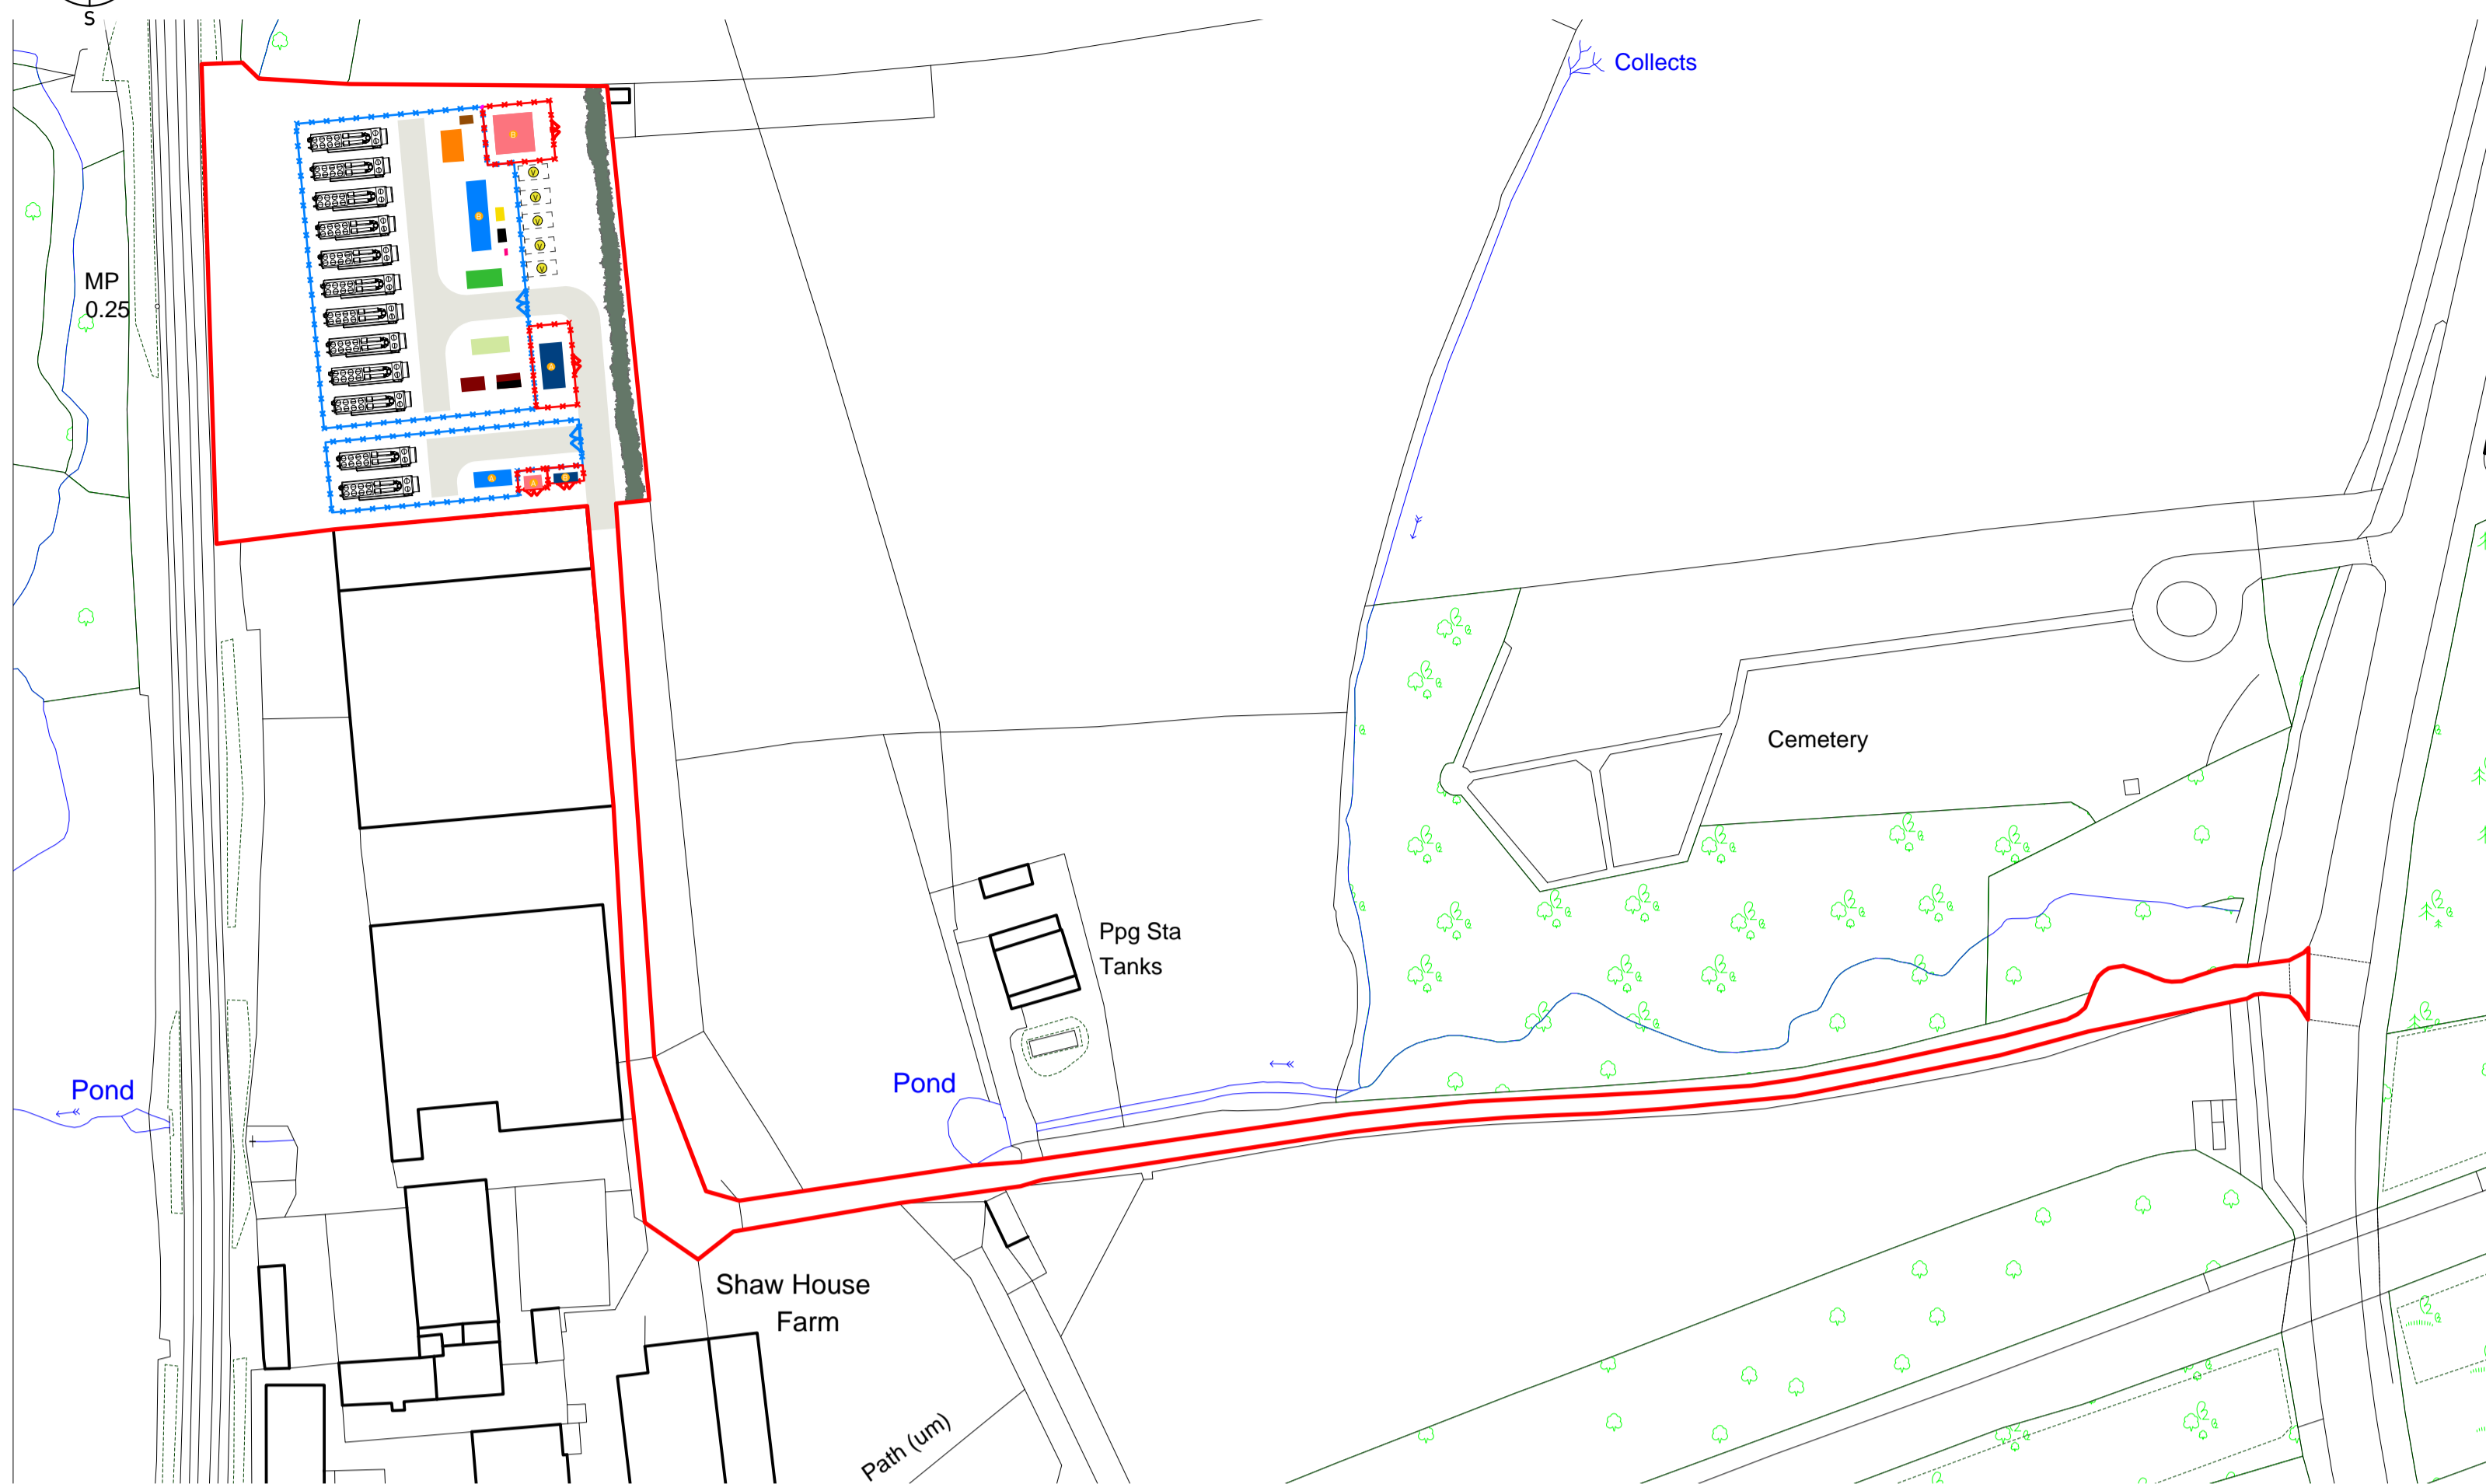 S
Collects
MP
0.25
B
V
V
V
V
V
B
A
A
A
Cemetery
Ppg Sta
Tanks
Pond
Pond
Shaw House
Farm
Path (um)